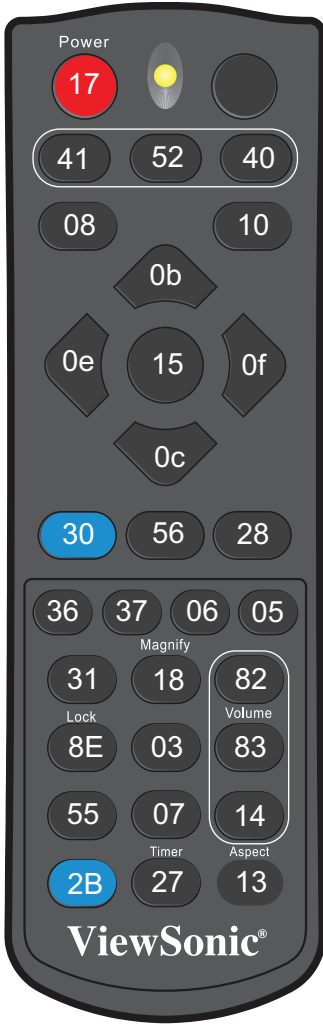 Power
17
41 52 40
08 10
0b
0e 15 0f
0c
30 56 28
36 37 06 05
Magnify
31 18 82
Lock Volume
8E 03 83
55 07 14
Timer Aspect
2B 27 13
ViewSonic®